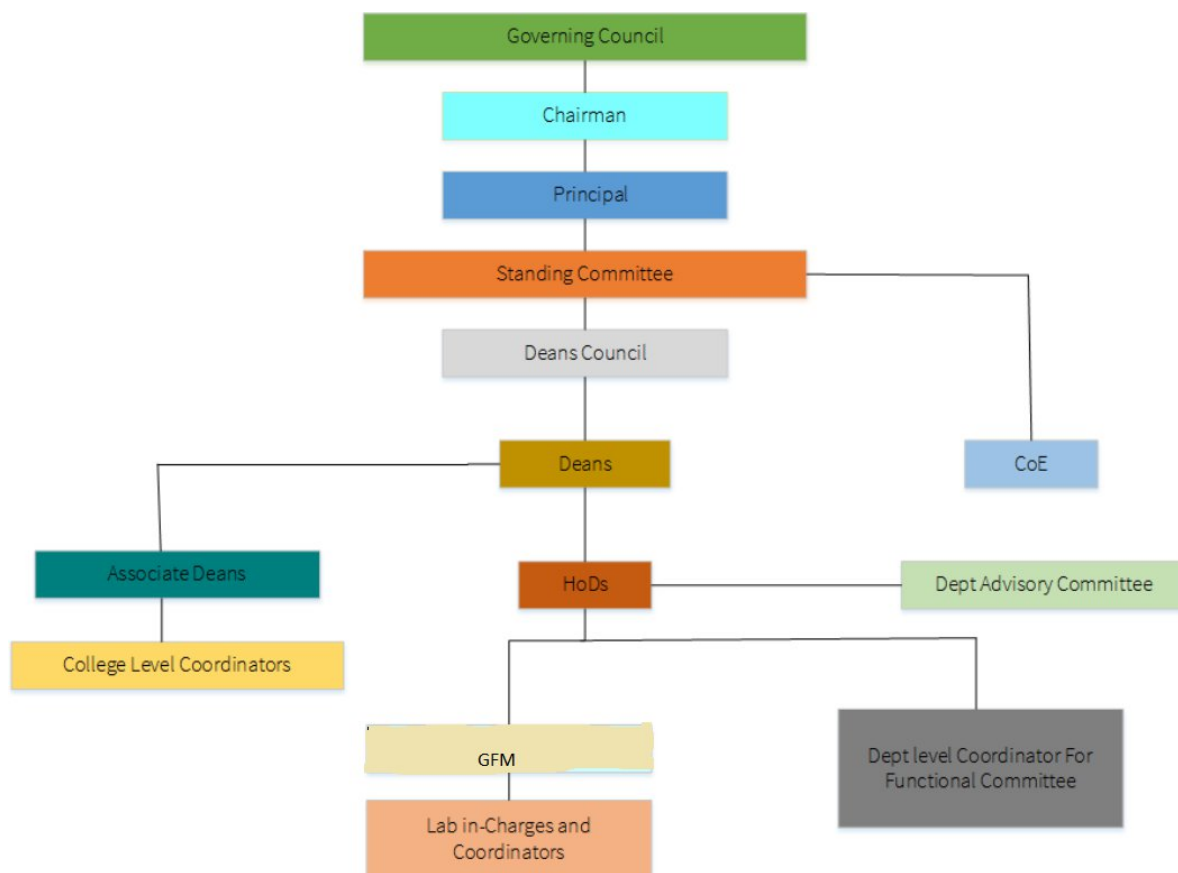 Governing Council
Chairman
Principal
Standing Committee
Deans Council
Deans
CoE
Associate Deans
HoDs
Dept Advisory Committee
College Level Coordinators
GFM
Dept level Coordinator For
Functional Committee
Lab in-Charges and
Coordinators